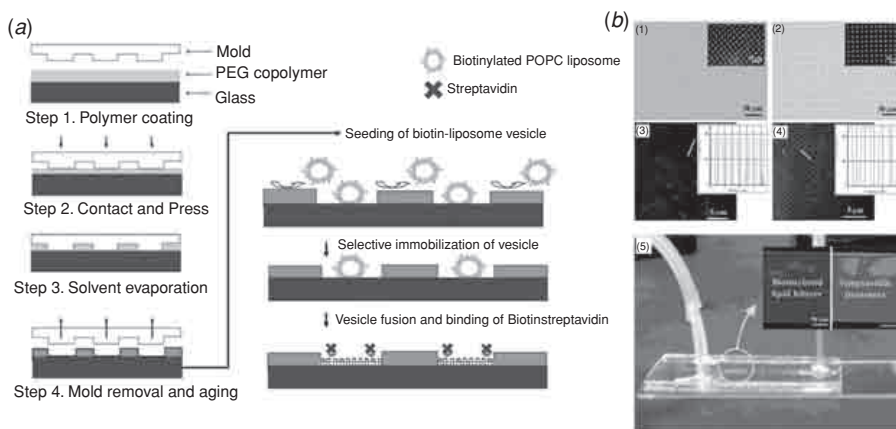 (a)
Mold
PEG copolymer
Glass
Step 1. Polymer coating
Step 2. Contact and Press
Step 3. Solvent evaporation
Step 4. Mold removal and aging
Biotinylated POPC liposome
Streptavidin
Seeding of biotin-liposome vesicle
Selective immobilization of vesicle
Vesicle fusion and binding of Biotinstreptavidin
(b)
(1)
(2)
(3)
(4)
(5)
lipid bilayer